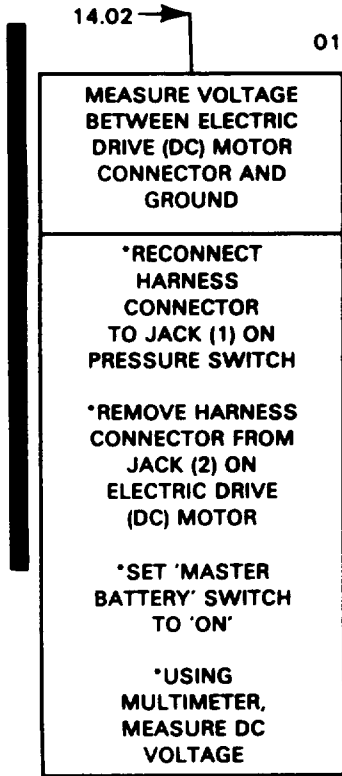 14.02
01
MEASURE VOLTAGE
BETWEEN ELECTRIC
DRIVE (DC) MOTOR
CONNECTOR AND
GROUND
*RECONNECT
HARNESS
CONNECTOR
TO JACK (1) ON
PRESSURE SWITCH
*REMOVE HARNESS
CONNECTOR FROM
JACK (2) ON
ELECTRIC DRIVE
(DC) MOTOR
*SET 'MASTER
BATTERY' SWITCH
TO 'ON'
*USING
MULTIMETER,
MEASURE DC
VOLTAGE